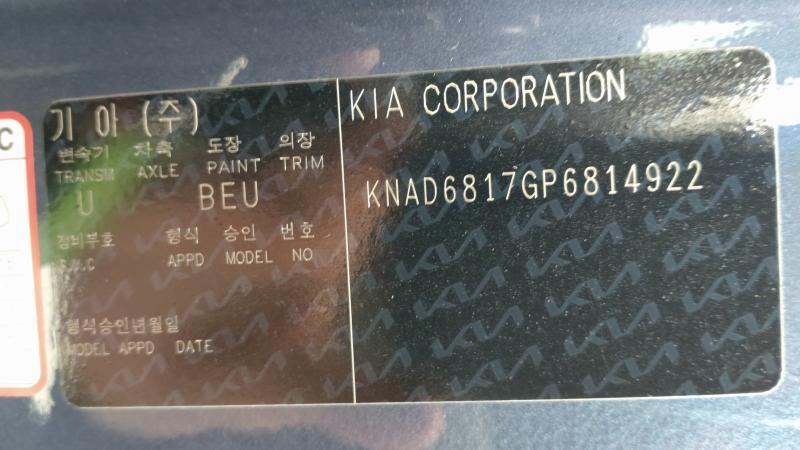 기 아 (주)
변속기 차축 도장 의장
TRANSM AXLE PAINT TRIM
U BEU
정비부호 형식 승인 번호
S.V.C APPD MODEL NO
형식승인년월일
MODEL APPD DATE
KIA CORPORATION
KNAD6817GP6814922
C